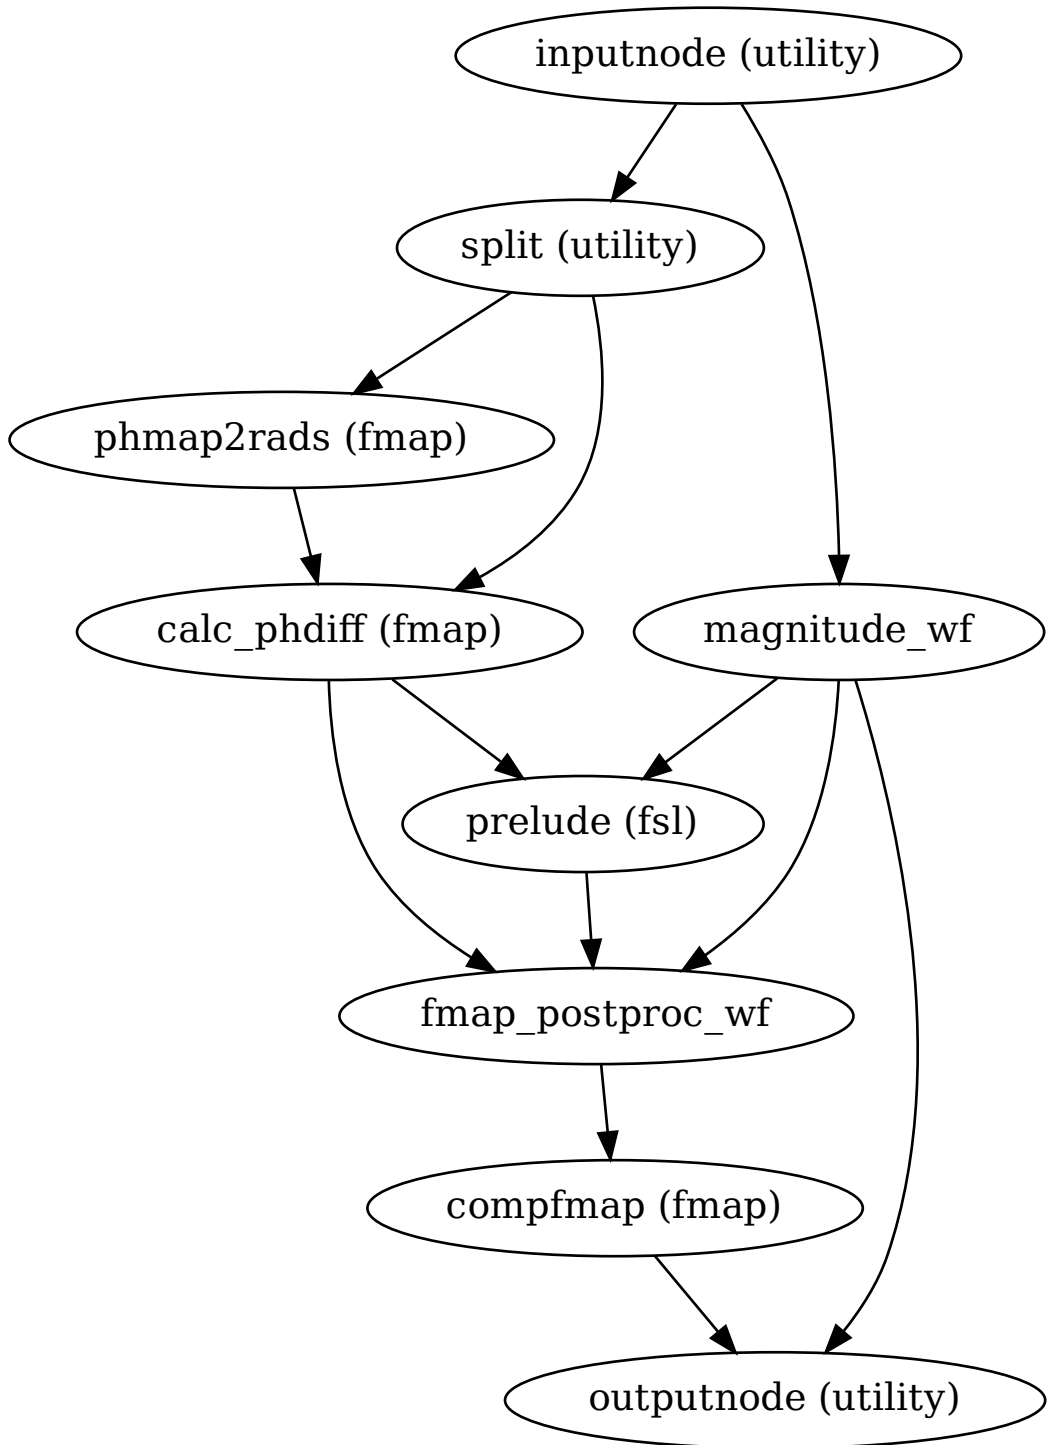 inputnode (utility)
split (utility)
phmap2rads (fmap)
calc_phdiff (fmap)
magnitude_wf
prelude (fsl)
fmap_postproc_wf
compfmap (fmap)
outputnode (utility)